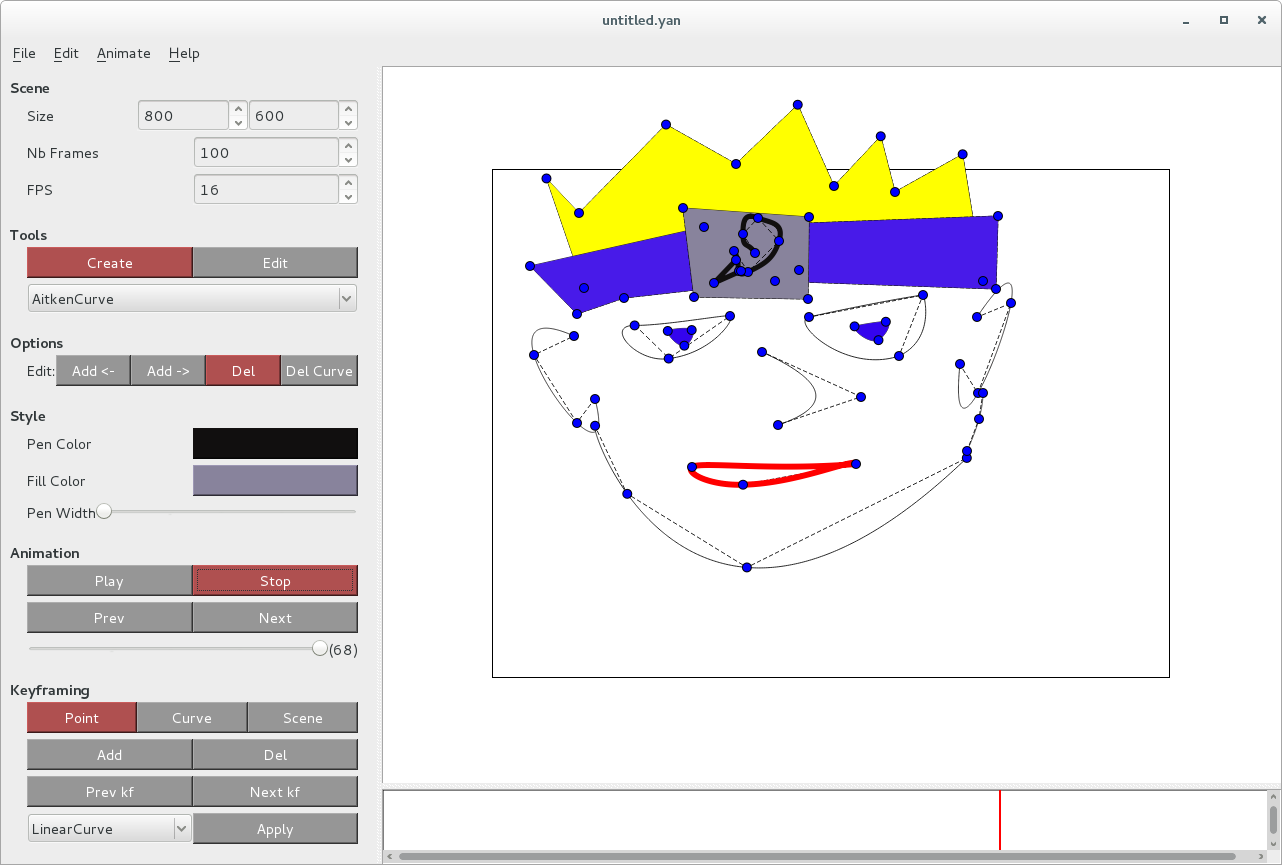 untitled.yan
File Edit Animate Help
Scene
Size 800 600
Nb Frames 100
FPS 16
Tools
Create Edit
AitkenCurve
Options
Edit: Add <- Add -> Del Del Curve
Style
Pen Color
Fill Color
Pen Width
Animation
Play Stop
Prev Next
(68)
Keyframing
Point Curve Scene
Add Del
Prev kf Next kf
LinearCurve Apply